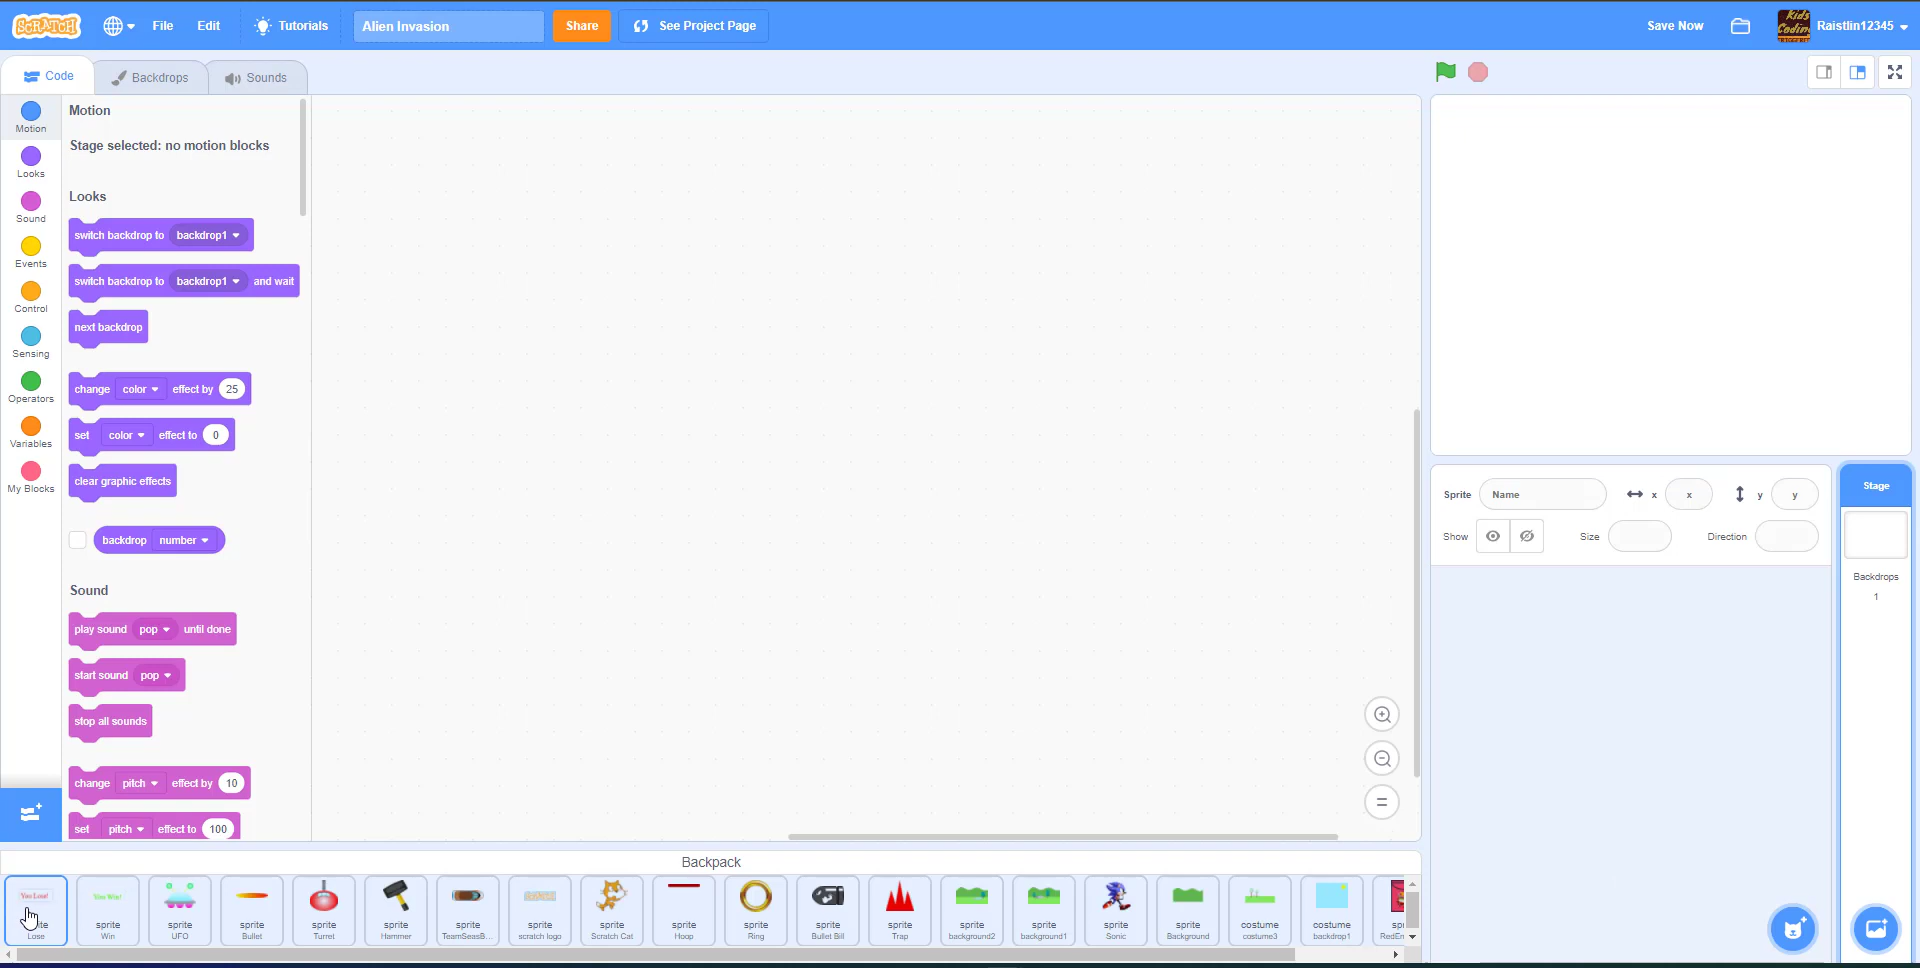 SCRATCH
File
Edit
Tutorials
Alien Invasion
Share
See Project Page
Save Now
Raistlin12345
Code
Backdrops
Sounds
Motion
Looks
Sound
Events
Control
Sensing
Operators
Variables
My Blocks
Motion
Stage selected: no motion blocks
Looks
switch backdrop to backdrop1
switch backdrop to backdrop1 and wait
next backdrop
change color effect by 25
set color effect to 0
clear graphic effects
backdrop number
Sound
play sound pop until done
start sound pop
stop all sounds
change pitch effect by 10
set pitch effect to 100
Sprite Name x x y y
Show Size Direction
Stage
Backdrops
1
Backpack
You Lose!
Lose
You Win!
sprite
Win
sprite
UFO
sprite
Bullet
sprite
Turret
sprite
Hammer
sprite
TeamSeasB...
sprite
scratch logo
sprite
Scratch Cat
sprite
Hoop
sprite
Ring
sprite
Bullet Bill
sprite
Trap
sprite
background2
sprite
background1
sprite
Sonic
sprite
Background
costume
costume3
costume
backdrop1